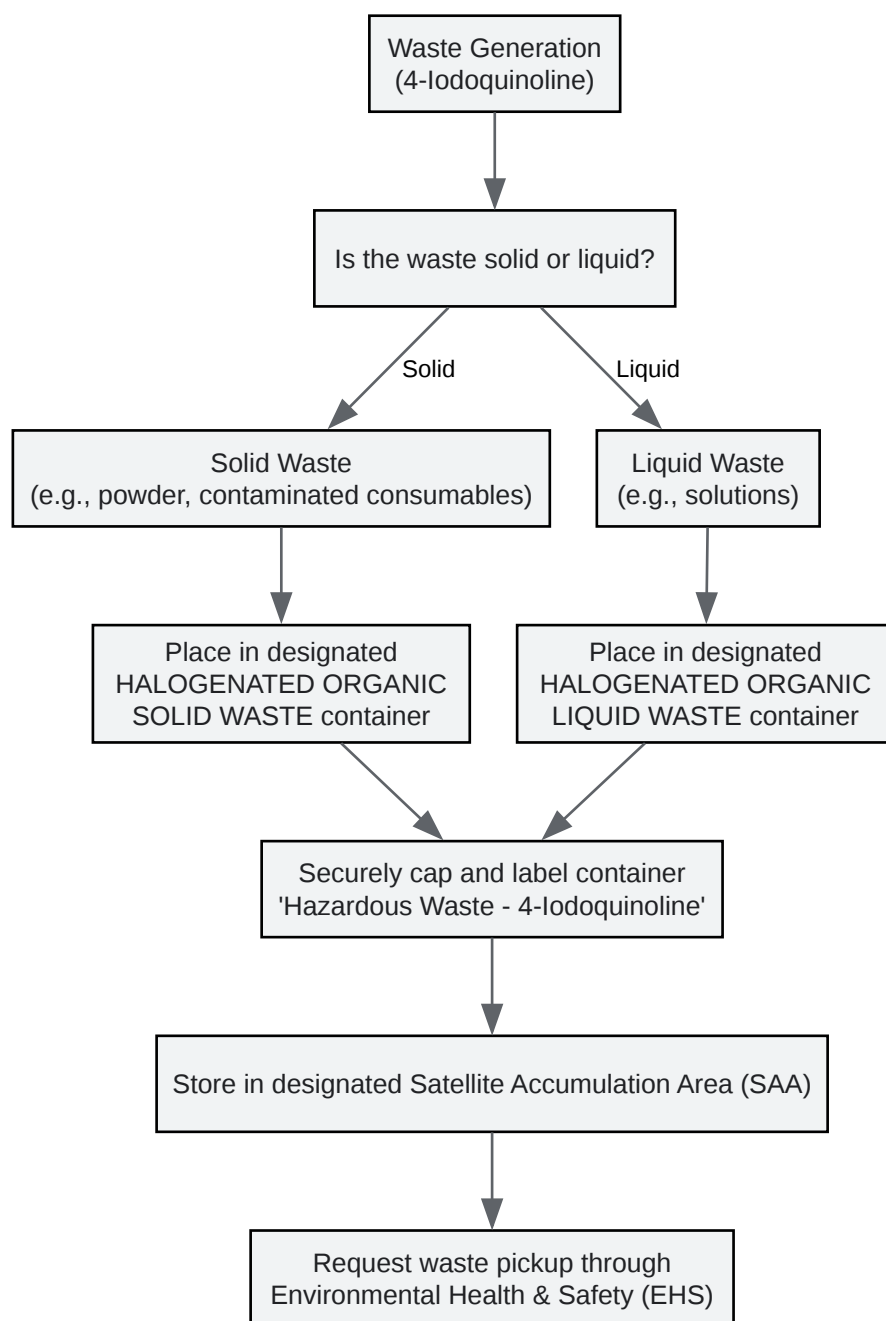 Waste Generation
(4-Iodoquinoline)
Is the waste solid or liquid?
Solid
Liquid
Solid Waste
(e.g., powder, contaminated consumables)
Liquid Waste
(e.g., solutions)
Place in designated
HALOGENATED ORGANIC
SOLID WASTE container
Place in designated
HALOGENATED ORGANIC
LIQUID WASTE container
Securely cap and label container
'Hazardous Waste - 4-Iodoquinoline'
Store in designated Satellite Accumulation Area (SAA)
Request waste pickup through
Environmental Health & Safety (EHS)